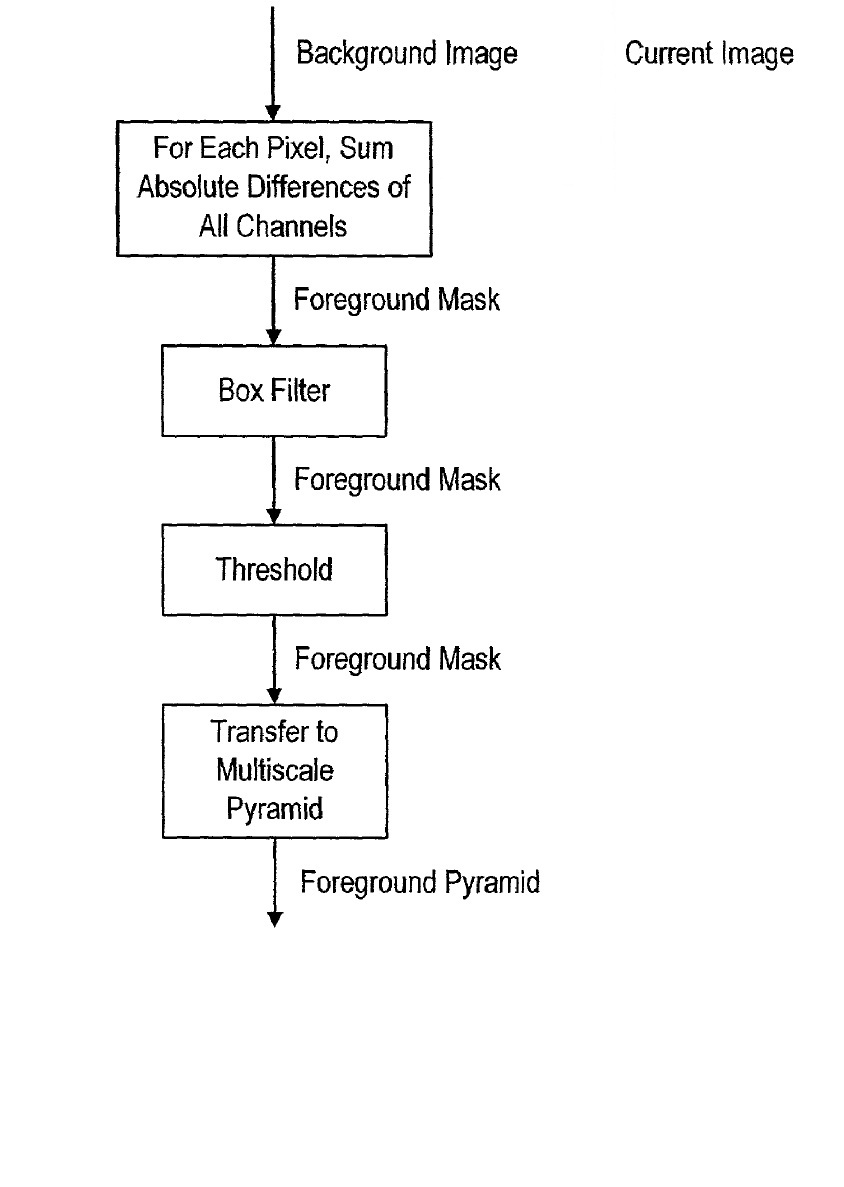 Background Image
Current Image
For Each Pixel, Sum
Absolute Differences of
All Channels
Foreground Mask
Box Filter
Foreground Mask
Threshold
Foreground Mask
Transfer to
Multiscale
Pyramid
Foreground Pyramid